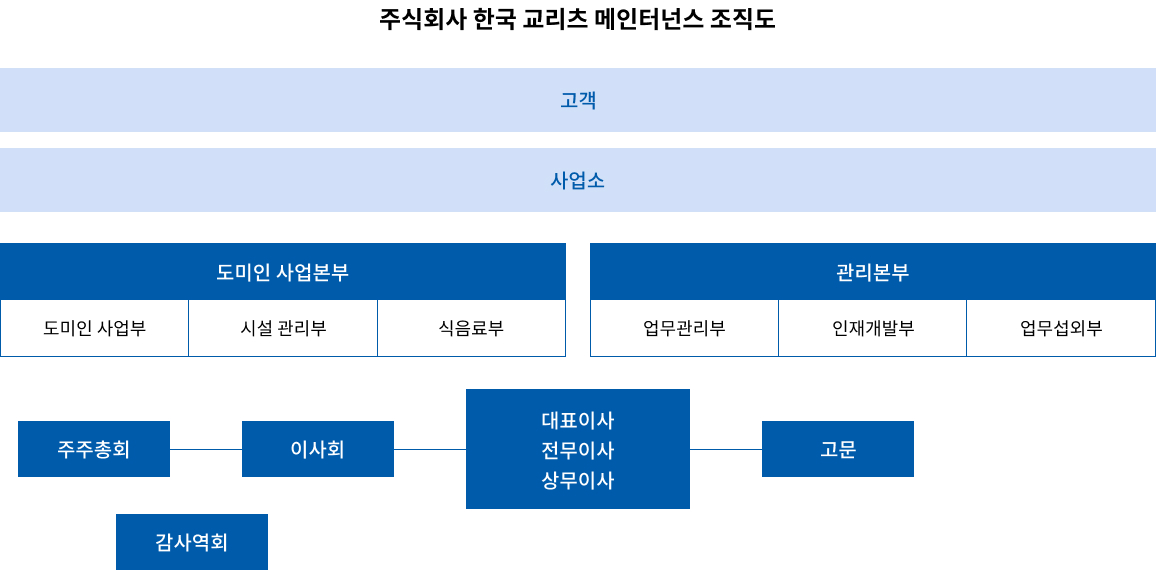 주식회사 한국 교리츠 메인터넌스 조직도
고객
사업소
도미인 사업본부
관리본부
도미인 사업부
시설 관리부
식음료부
업무관리부
인재개발부
업무섭외부
주주총회
이사회
대표이사
전무이사
상무이사
고문
감사역회